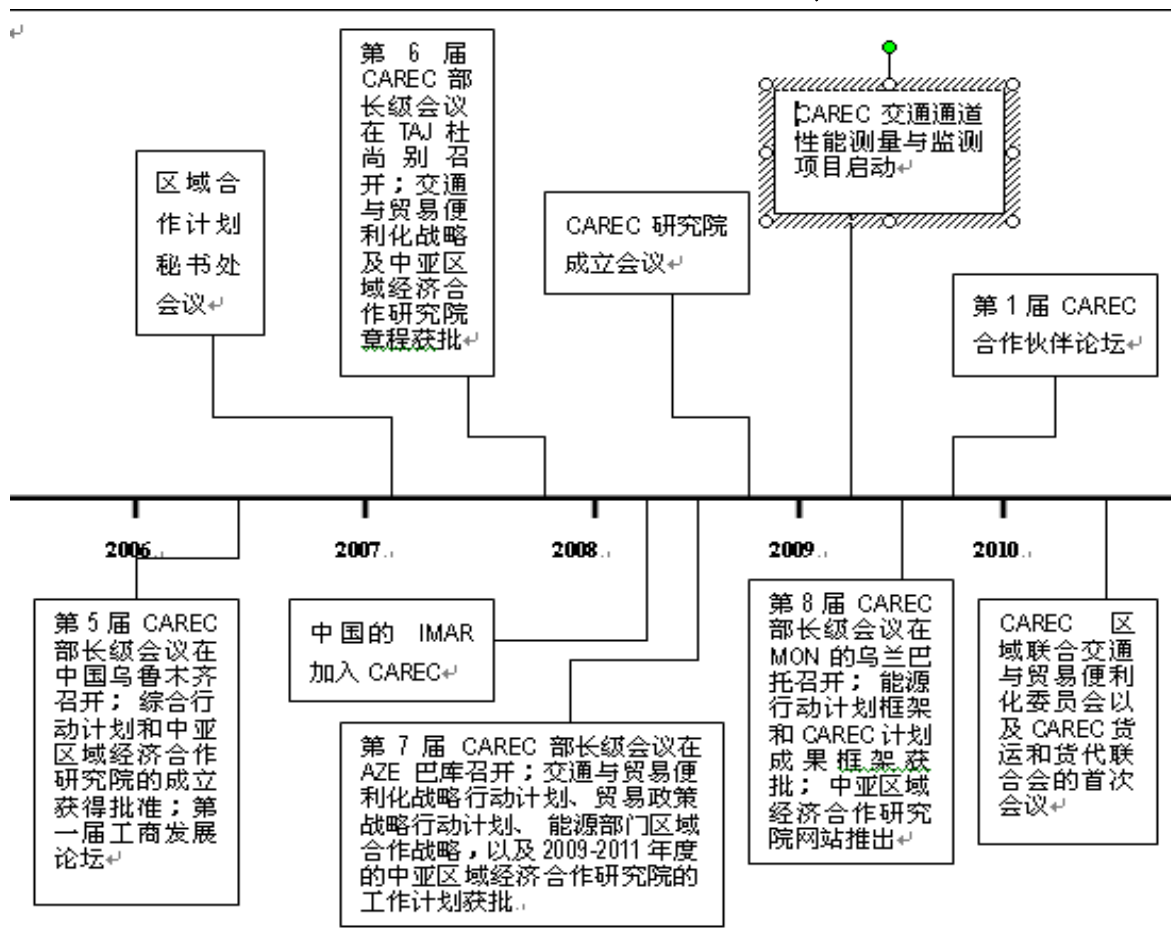 第 6 届
CAREC 部
长级会议
在 TAJ 杜
尚别召
开；交通
与贸易便
利化战略
及中亚区
域经济合
作研究院
章程获批
区域合
作计划
秘书处
会议
CAREC 研究院
成立会议
CAREC 交通通道
性能测量与监测
项目启动
第 1 届 CAREC
合作伙伴论坛
2006
2007
2008
2009
2010
第 5 届 CAREC
部长级会议在
中国乌鲁木齐
召开；综合行
动计划和中亚
区域经济合作
研究院的成立
获得批准；第
一届工商发展
论坛
中国的 IMAR
加入 CAREC
第 7 届 CAREC 部长级会议在
AZE 巴库召开；交通与贸易便
利化战略行动计划、贸易政策
战略行动计划、 能源部门区域
合作战略，以及 2009-2011 年度
的中亚区域经济合作研究院的
工作计划获批
第 8 届 CAREC
部长级会议在
MON 的乌兰巴
托召开；能源
行动计划框架
和 CAREC 计划
成果框架获
批；中亚区域
经济合作研究
院网站推出
CAREC 区
域联合交通
与贸易便利
化委员会以
及 CAREC 货
运和货代联
合会的首次
会议